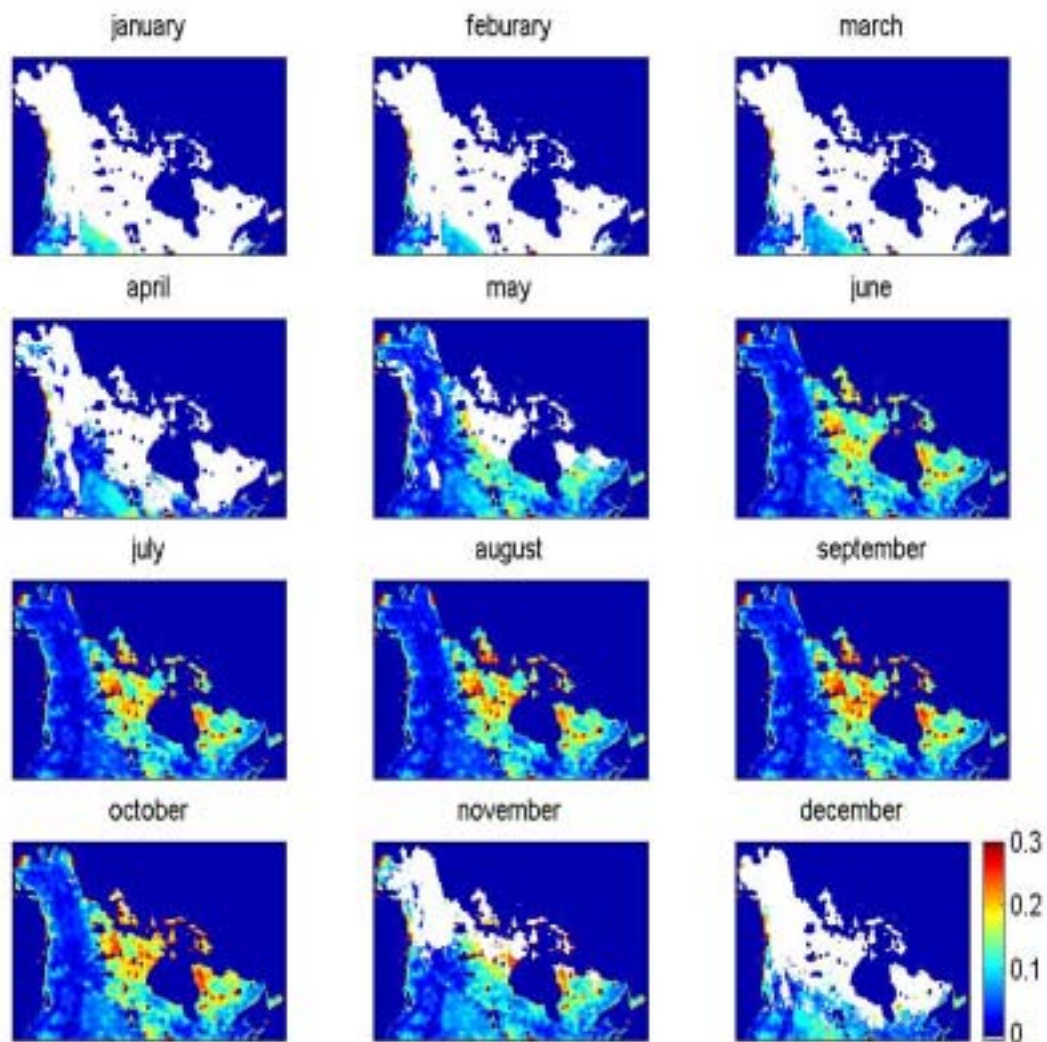 january
feburary
march
april
may
june
july
august
september
october
november
december
0.3
0.2
0.1
0